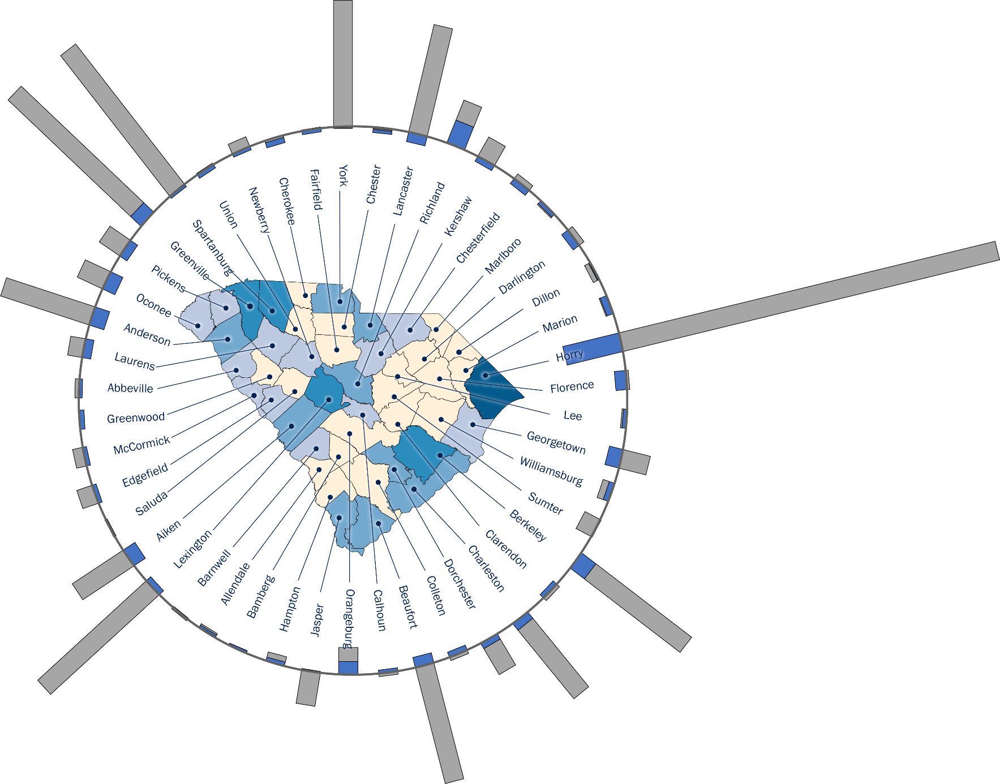 York
Chester
Lancaster
Richland
Kershaw
Chesterfield
Marlboro
Darlington
Dillon
Marion
Horry
Florence
Lee
Georgetown
Williamsburg
Sumter
Berkeley
Clarendon
Charleston
Dorchester
Colleton
Beaufort
Calhoun
Orangeburg
Jasper
Hampton
Bamberg
Allendale
Barnwell
Lexington
Aiken
Saluda
Edgefield
McCormick
Greenwood
Abbeville
Laurens
Anderson
Oconee
Pickens
Greenville
Spartanburg
Union
Newberry
Cherokee
Fairfield